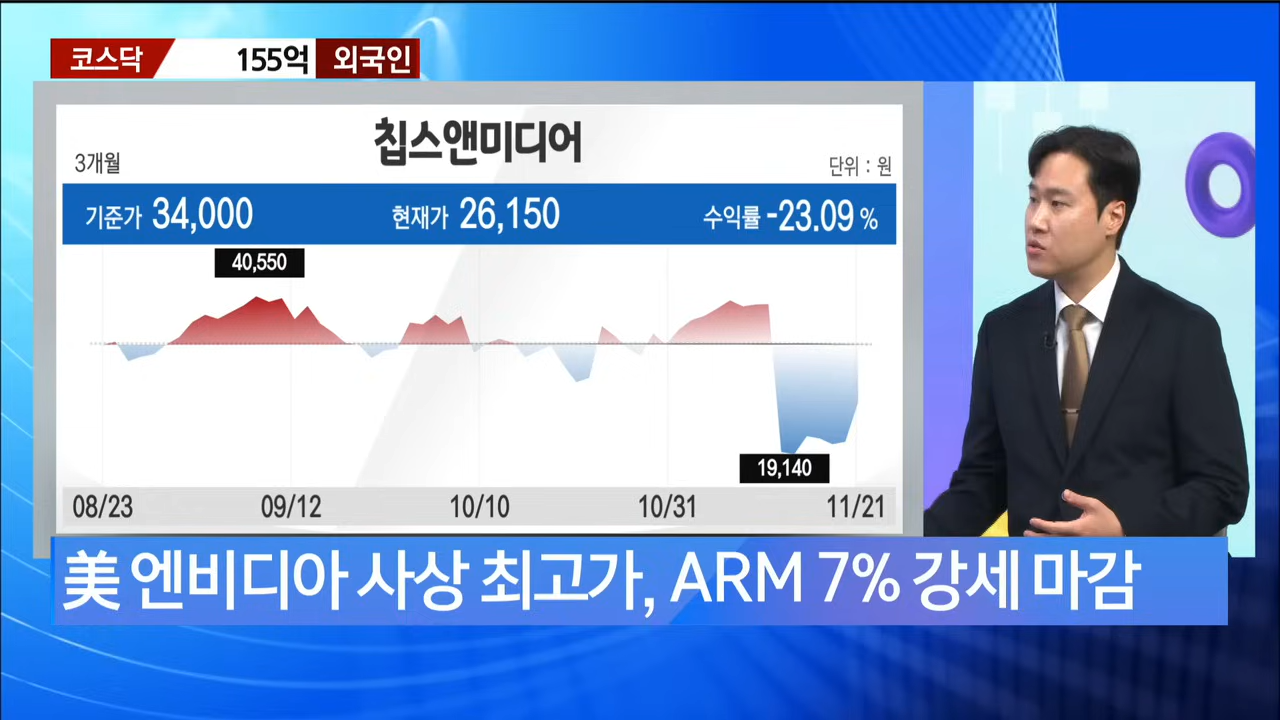 코스닥 155억 외국인
칩스앤미디어
3개월 단위 : 원
기준가 34,000 현재가 26,150 수익률 -23.09 %
40,550
19,140
08/23 09/12 10/10 10/31 11/21
美 엔비디아 사상 최고가, ARM 7% 강세 마감